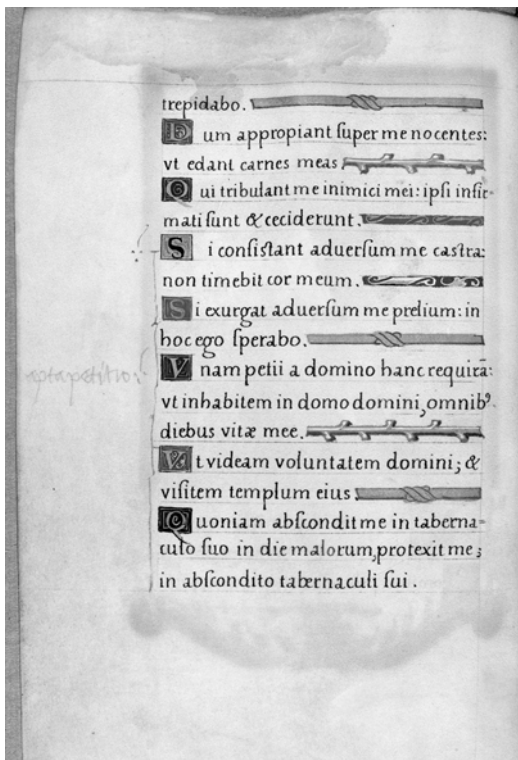 trepidabo.
Dum appropiant ſuper me nocentes:
vt edant carnes meas
Qui tribulant me inimici mei: ipſi infir-
mati ſunt & ceciderunt.
Si conſiſtant aduerſum me caſtra:
non timebit cor meum.
Si exurgat aduerſum me prelium: in
hoc ego ſperabo.
Vnam petii a domino hanc requirā:
aptapetitio.
vt inhabitem in domo domini, omnibꝰ
diebus vitæ mee.
Vt videam voluntatem domini; &
viſitem templum eius;
Quoniam abſcondit me in taberna=
culo ſuo in die malorum, protexit me;
in abſcondito tabernaculi ſui.